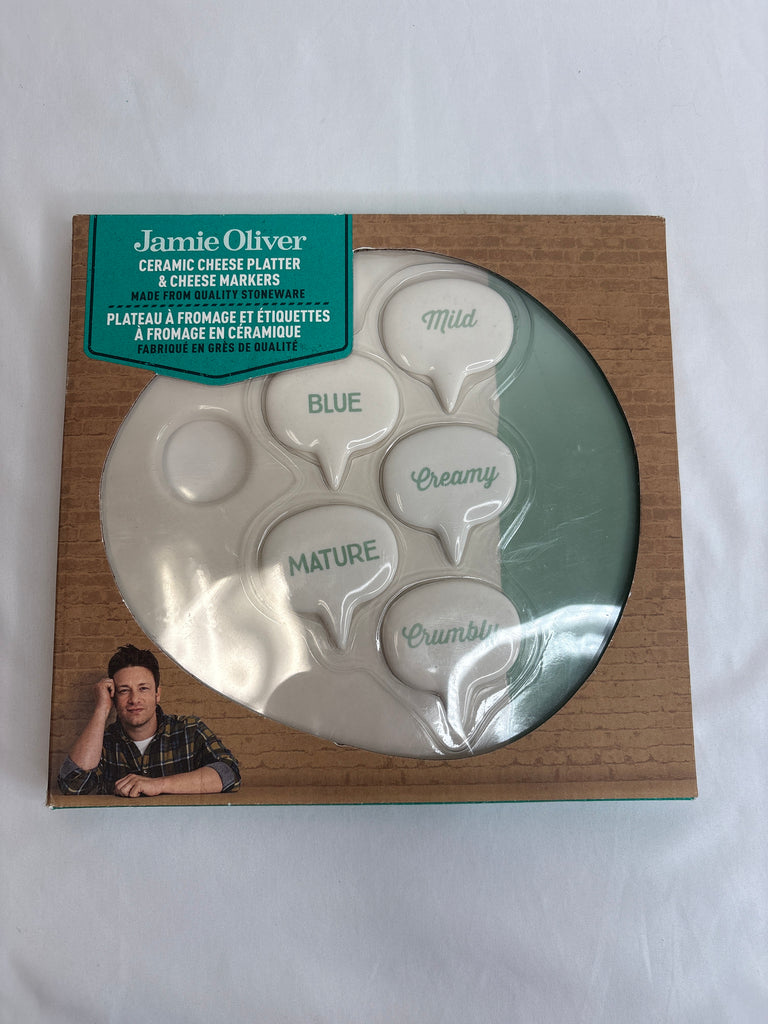 Jamie Oliver
CERAMIC CHEESE PLATTER
& CHEESE MARKERS
MADE FROM QUALITY STONEWARE
PLATEAU À FROMAGE ET ÉTIQUETTES
À FROMAGE EN CÉRAMIQUE
FABRIQUÉ EN GRÈS DE QUALITÉ
Mild
BLUE
Creamy
MATURE
Crumbly